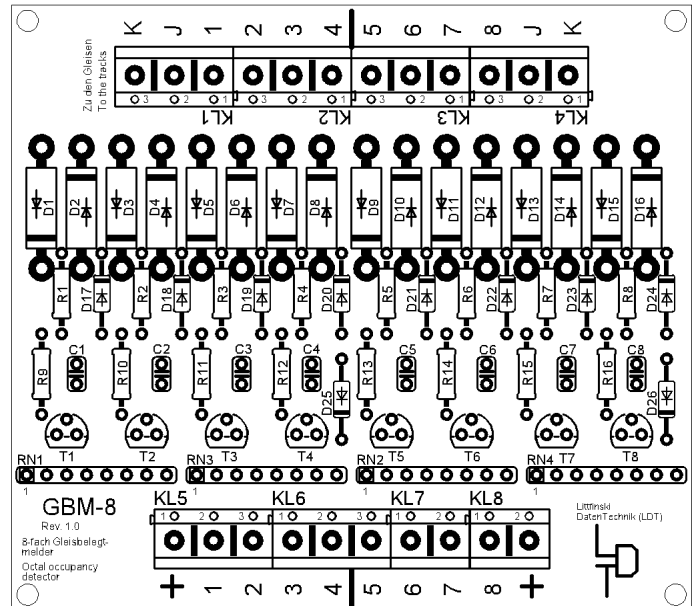 K J 1 2 3 4 5 6 7 8 J K
Zu den Gleisen
To the tracks
3 2 1 3 2 1 3 2 1 3 2 1
KL1 KL2 KL3 KL4
D1 D2 D3 D4 D5 D6 D7 D8 D9 D10 D11 D12 D13 D14 D15 D16
R1 D17 R2 D18 R3 D19 R4 D20 R5 D21 R6 D22 R7 D23 R8 D24
C1 C2 C3 C4 C5 C6 C7 C8
R9 R10 R11 R12 R13 R14 R15 R16
D25 D26
T1 T2 T3 T4 T5 T6 T7 T8
RN1 RN3 RN2 RN4
1 1 1 1
GBM-8
Rev. 1.0
8-fach Gleisbelegt-
melder
Octal occupancy
detector
KL5 KL6 KL7 KL8
1 2 3 1 2 3 1 2 1 2
+ 1 2 3 4 5 6 7 8 +
Littfinski
DatenTechnik (LDT)